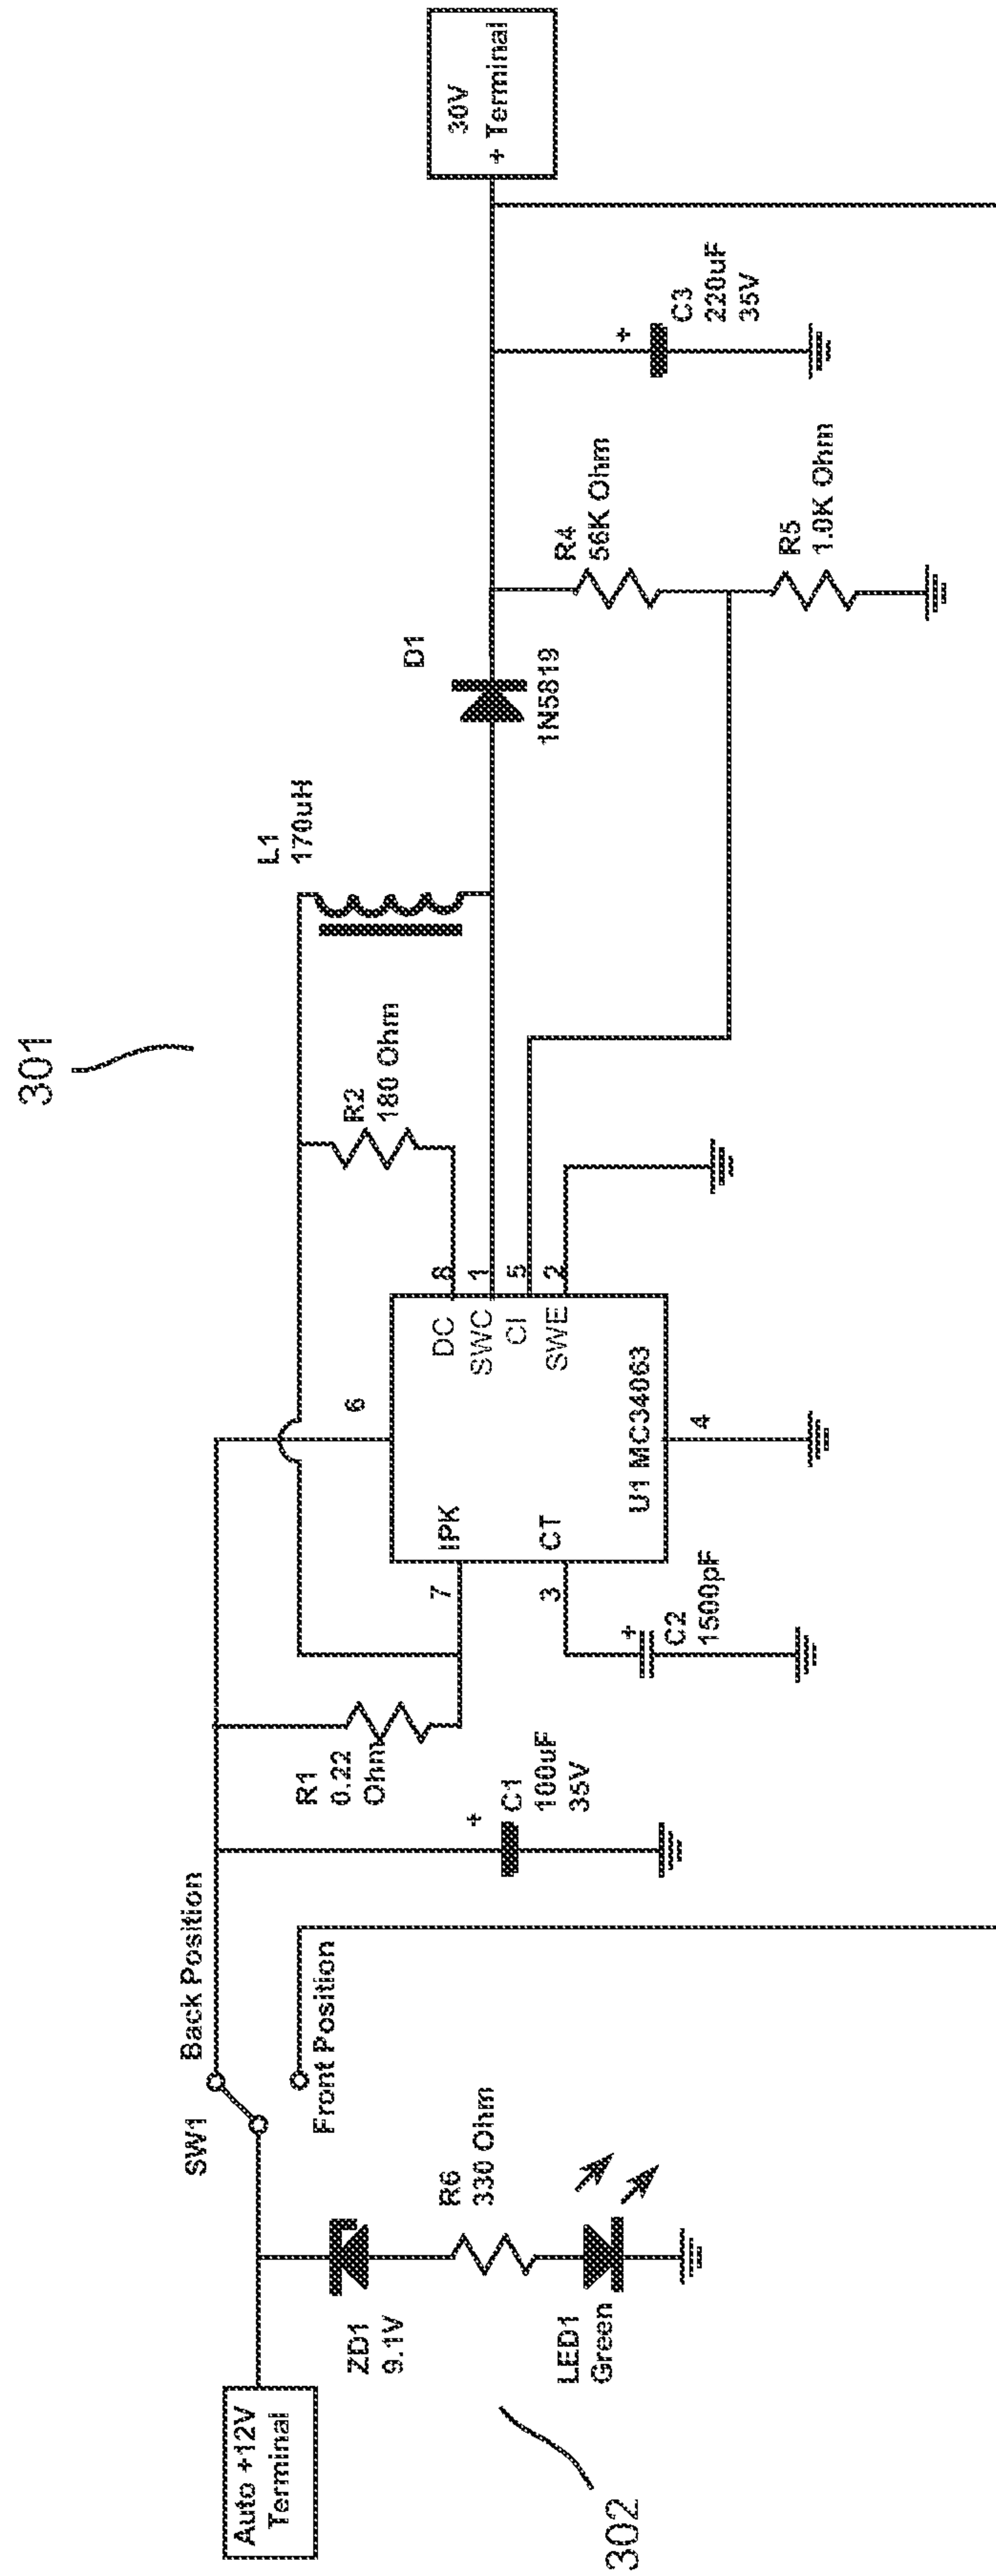 301
Auto +12V
Terminal
SW1
Back Position
Front Position
ZD1
9.1V
R6
330 Ohm
LED1
Green
302
R1
0.22
Ohm
+
C1
100uF
35V
7
IPK
3
CT
+
C2
1500pF
6
DC
SWC
CI
SWE
8
1
5
2
U1 MC34063
4
R2
180 Ohm
L1
170uH
D1
1N5819
R4
56K Ohm
R5
1.0K Ohm
+
C3
220uF
35V
30V
+ Terminal